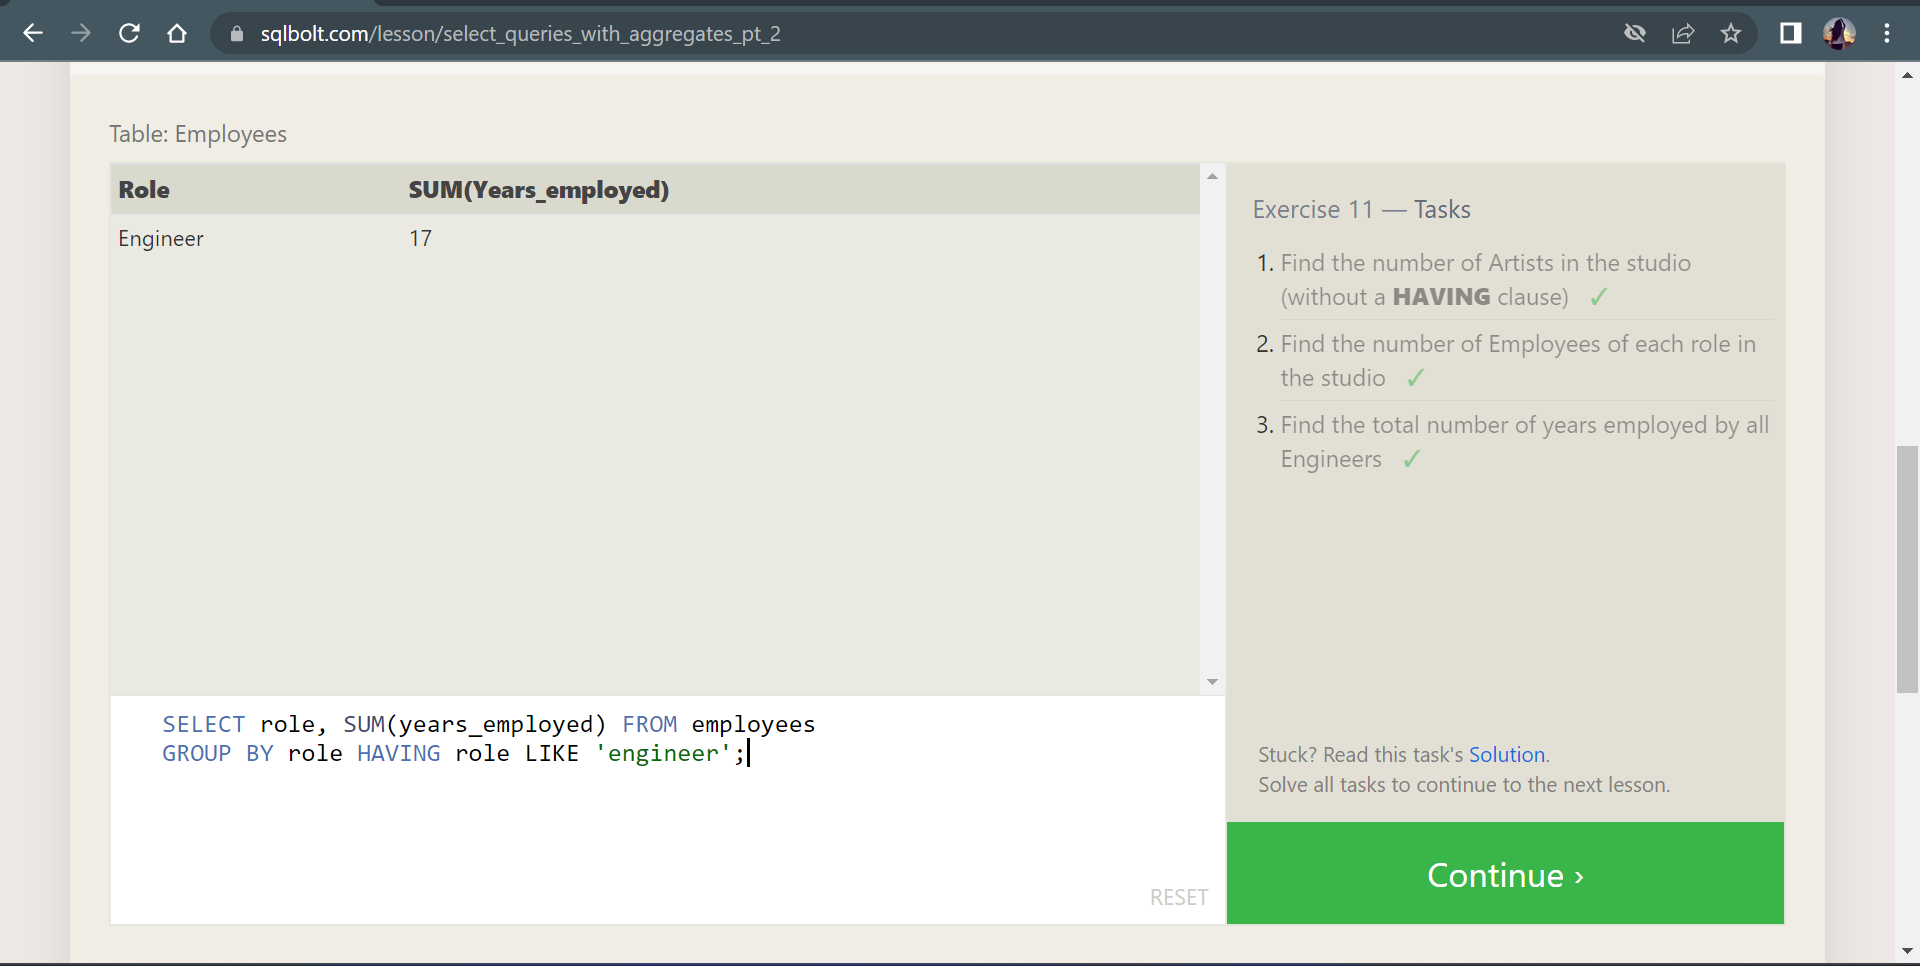 sqlbolt.com/lesson/select_queries_with_aggregates_pt_2
Table: Employees
Role SUM(Years_employed)
Engineer 17
SELECT role, SUM(years_employed) FROM employees
GROUP BY role HAVING role LIKE 'engineer';
RESET
Exercise 11 — Tasks
1. Find the number of Artists in the studio
(without a HAVING clause) ✓
2. Find the number of Employees of each role in
the studio ✓
3. Find the total number of years employed by all
Engineers ✓
Stuck? Read this task's Solution.
Solve all tasks to continue to the next lesson.
Continue ›